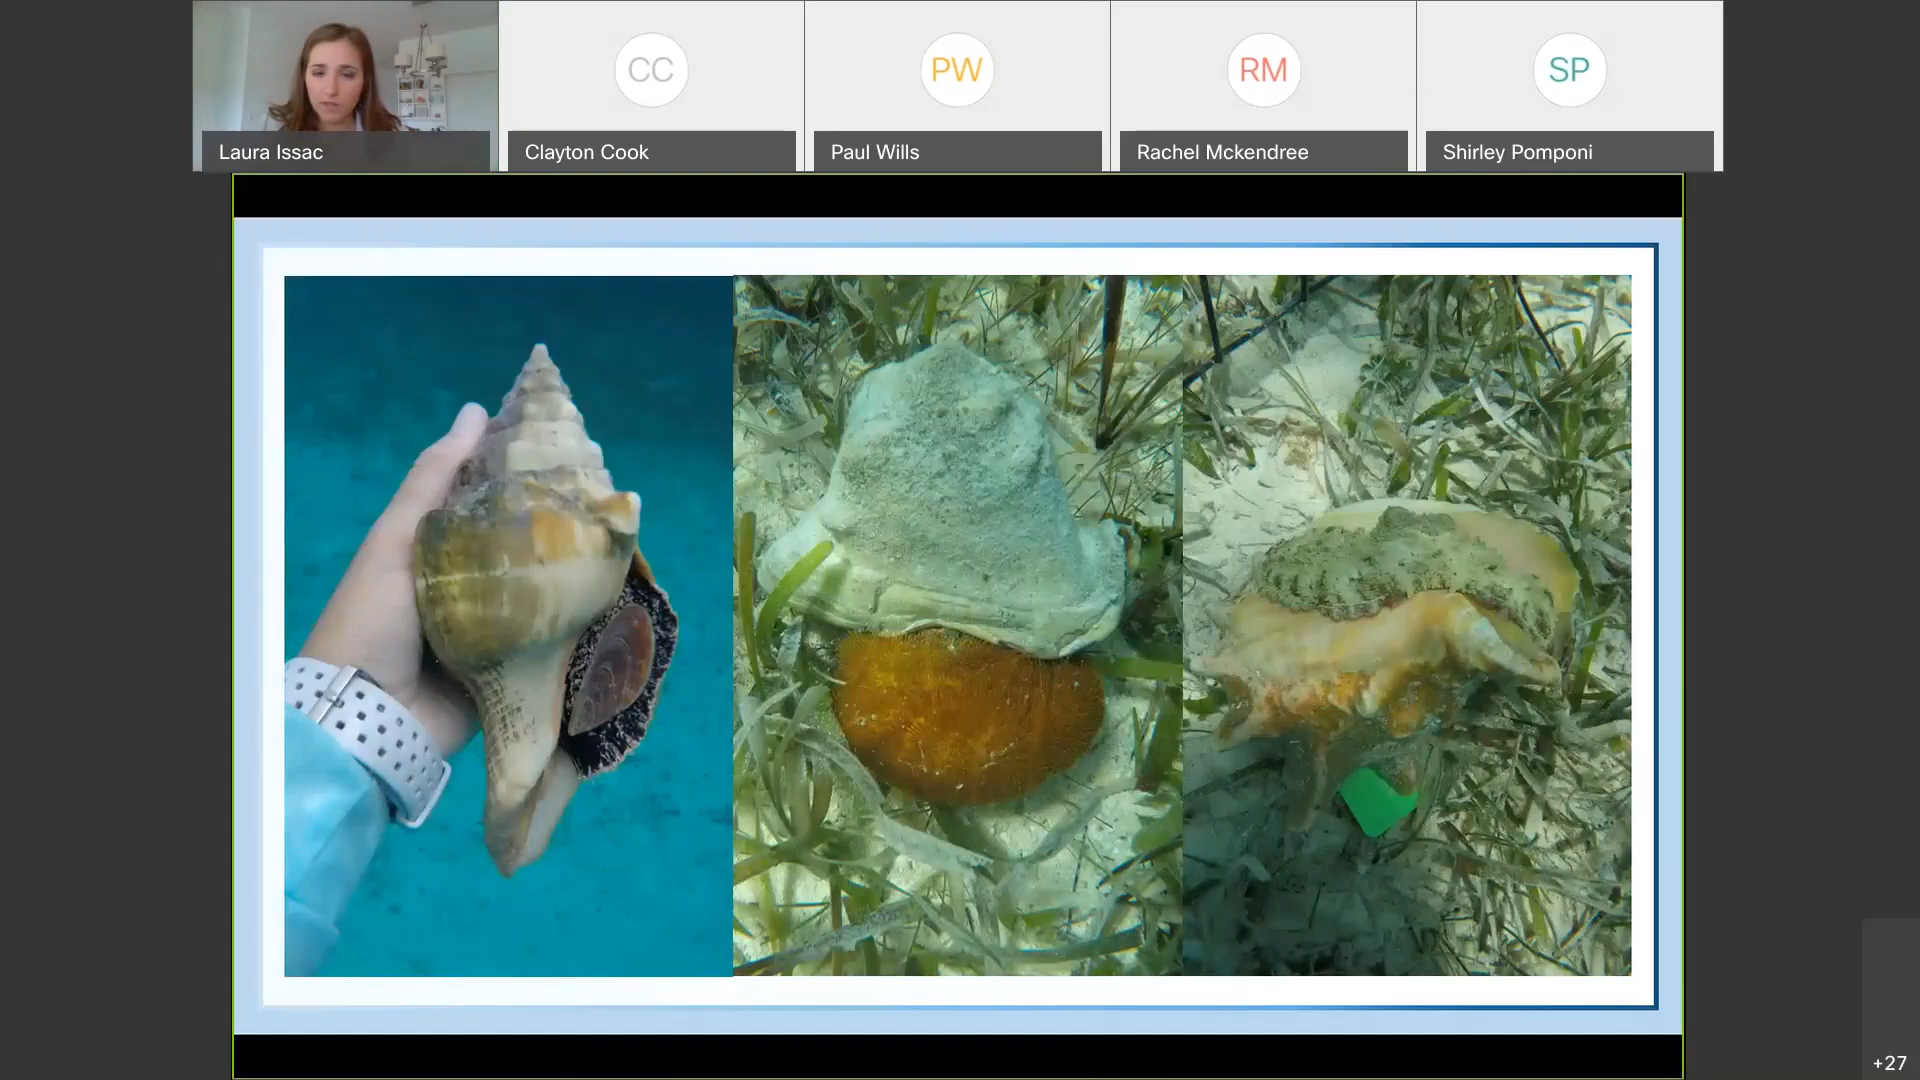 CC
PW
RM
SP
Laura Issac
Clayton Cook
Paul Wills
Rachel Mckendree
Shirley Pomponi
+27